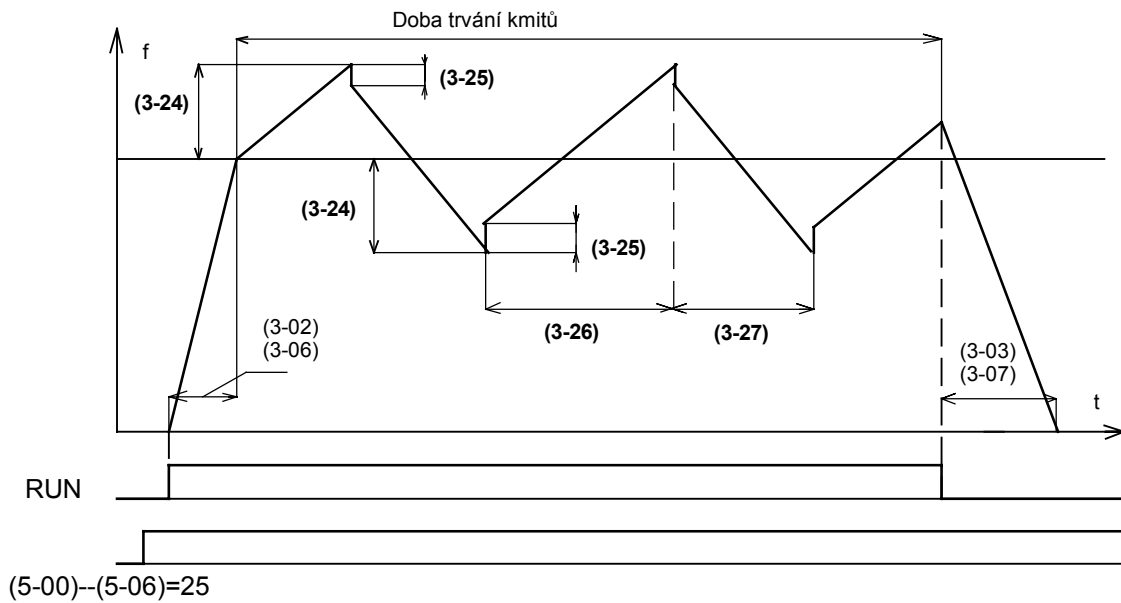 Doba trvání kmitů
f
(3-24)
(3-25)
(3-24)
(3-25)
(3-26)
(3-27)
(3-02)
(3-06)
(3-03)
(3-07)
t
RUN
(5-00)--(5-06)=25